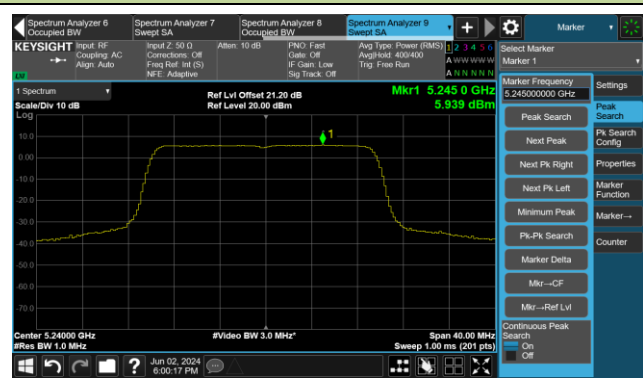 Spectrum Analyzer 6
Occupied BW
Spectrum Analyzer 7
Swept SA
Spectrum Analyzer 8
Occupied BW
Spectrum Analyzer 9
Swept SA
Marker
KEYSIGHT
Input: RF
Coupling: AC
Align: Auto
Input Z: 50 Ω
Corrections: Off
Freq Ref: Int (S)
NFE: Adaptive
Atten: 10 dB
PNO: Fast
Gate: Off
IF Gain: Low
Sig Track: Off
Avg Type: Power (RMS)
Avg|Hold: 400/400
Trig: Free Run
1 2 3 4 5 6
A W W W W W
A N N N N N
LW
Select Marker
Marker 1
1 Spectrum
Scale/Div 10 dB
Log
Ref Lvl Offset 21.20 dB
Ref Level 20.00 dBm
Mkr1 5.245 0 GHz
5.939 dBm
1
10.0
0.00
-10.0
-20.0
-30.0
-40.0
-50.0
-60.0
-70.0
Center 5.24000 GHz
#Res BW 1.0 MHz
#Video BW 3.0 MHz*
Span 40.00 MHz
Sweep 1.00 ms (201 pts)
Marker Frequency
5.245000000 GHz
Peak Search
Next Peak
Next Pk Right
Next Pk Left
Minimum Peak
Pk-Pk Search
Marker Delta
Mkr→CF
Mkr→Ref Lvl
Continuous Peak
Search
On
Off
Settings
Peak
Search
Pk Search
Config
Properties
Marker
Function
Marker→
Counter
Jun 02, 2024
6:00:17 PM